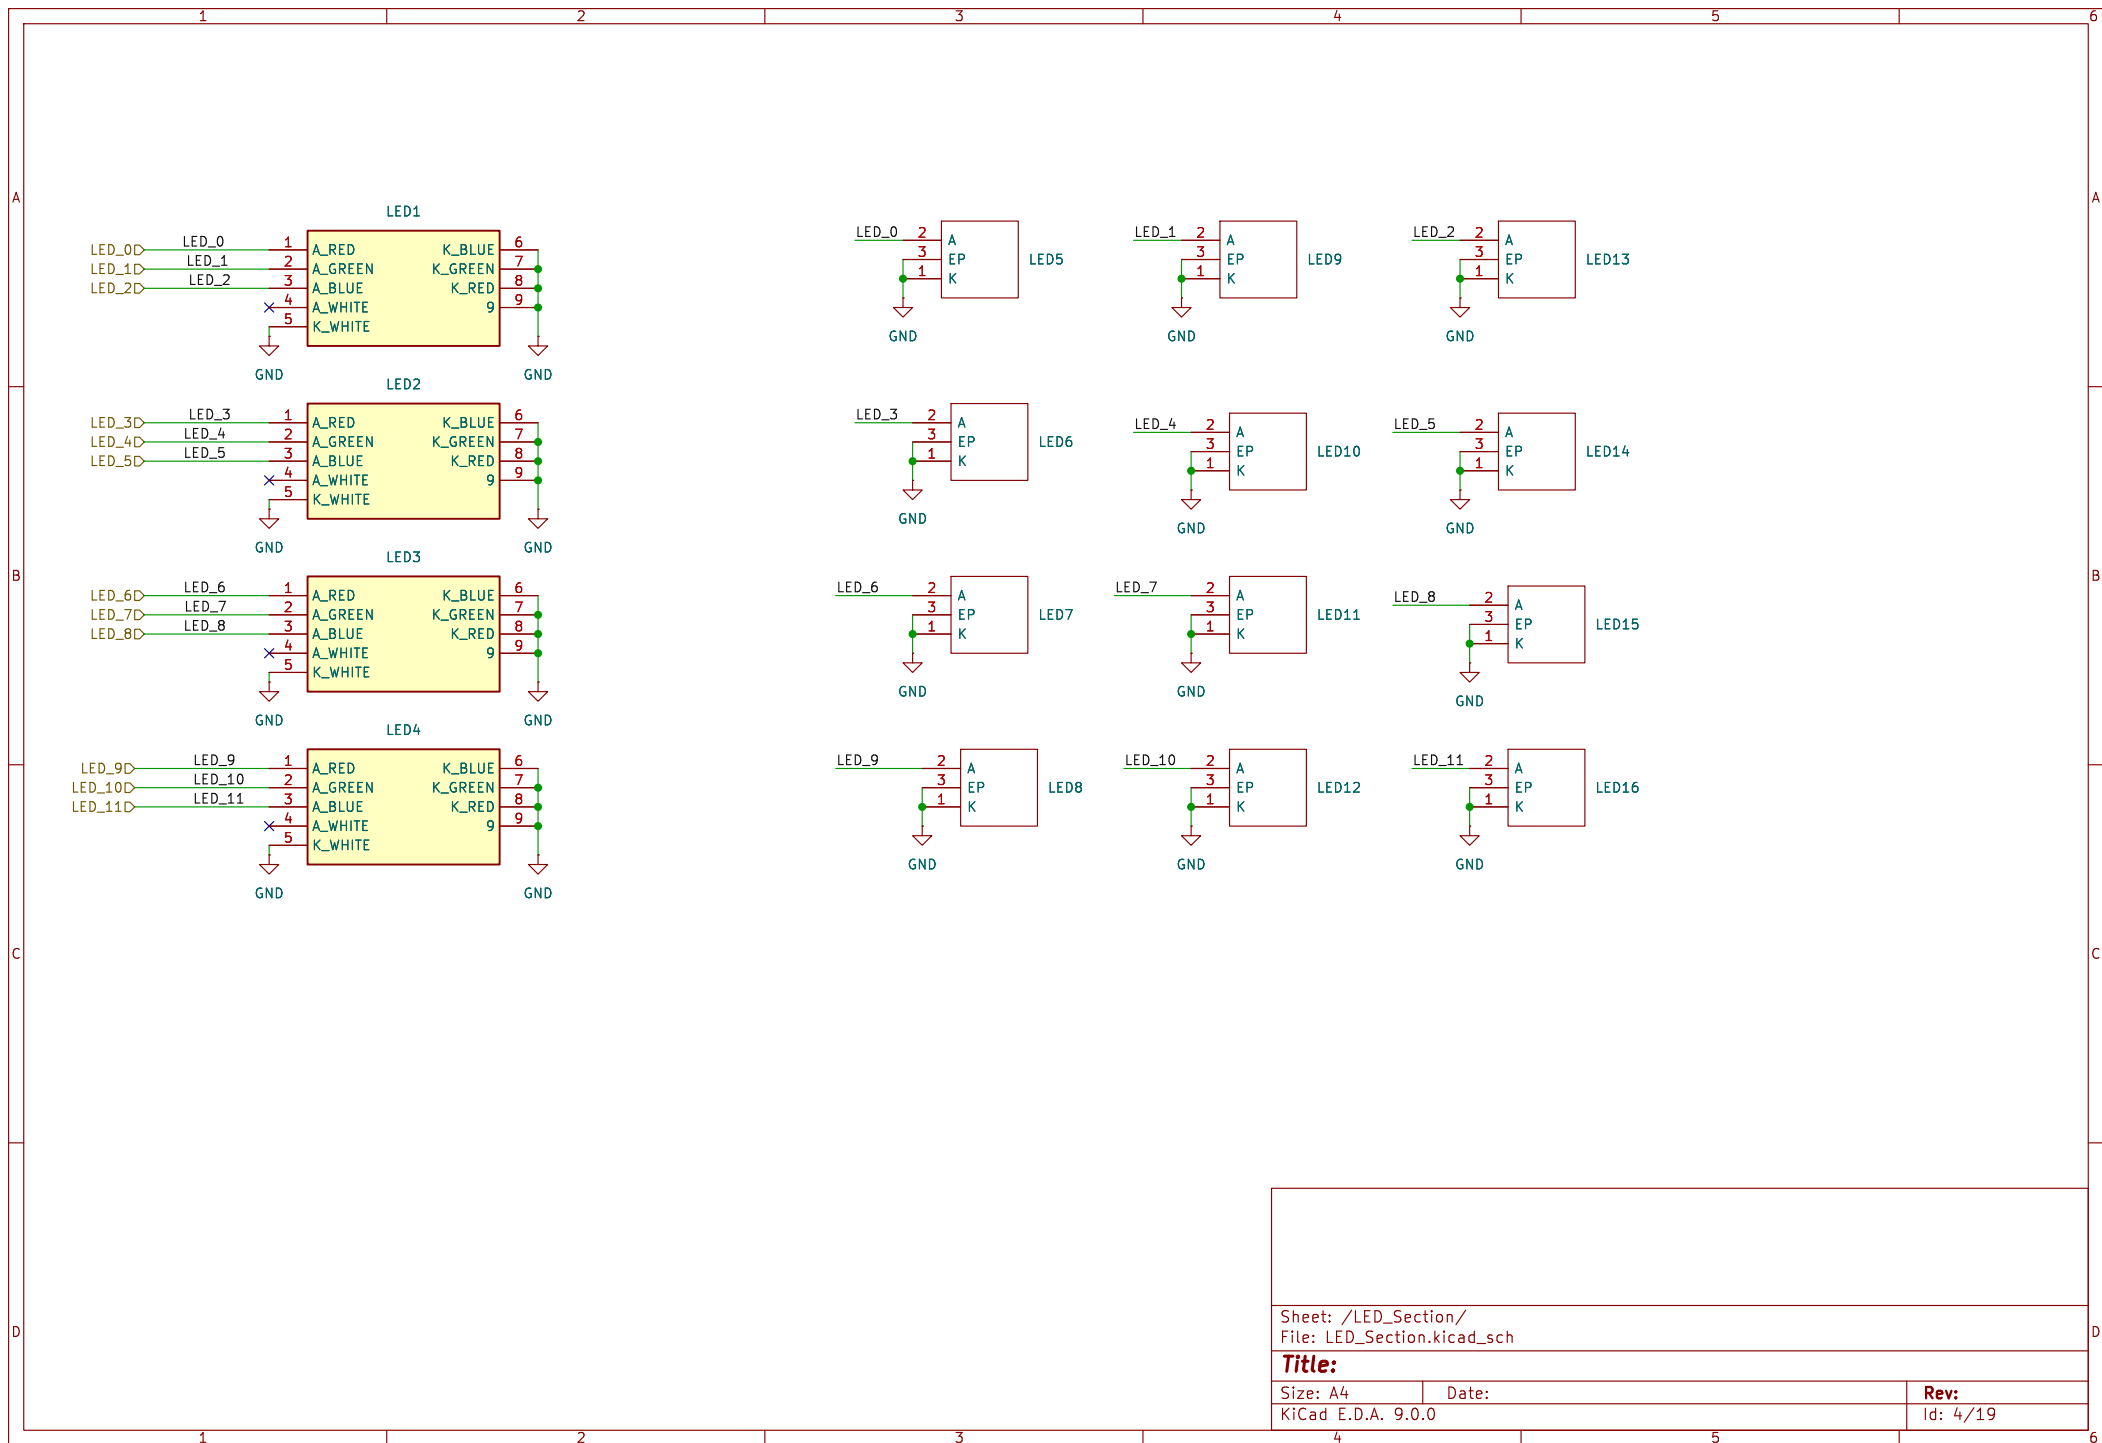 1 2 3 4 5 6
A A
LED1
LED_0 LED_0 1 A_RED K_BLUE 6
LED_1 LED_1 2 A_GREEN K_GREEN 7
LED_2 LED_2 3 A_BLUE K_RED 8
4 A_WHITE 9 9
5 K_WHITE
GND GND
LED_0 2 A
3 EP LED5
1 K
GND
LED_1 2 A
3 EP LED9
1 K
GND
LED_2 2 A
3 EP LED13
1 K
GND
LED2
LED_3 LED_3 1 A_RED K_BLUE 6
LED_4 LED_4 2 A_GREEN K_GREEN 7
LED_5 LED_5 3 A_BLUE K_RED 8
4 A_WHITE 9 9
5 K_WHITE
GND GND
LED_3 2 A
3 EP LED6
1 K
GND
LED_4 2 A
3 EP LED10
1 K
GND
LED_5 2 A
3 EP LED14
1 K
GND
B B
LED3
LED_6 LED_6 1 A_RED K_BLUE 6
LED_7 LED_7 2 A_GREEN K_GREEN 7
LED_8 LED_8 3 A_BLUE K_RED 8
4 A_WHITE 9 9
5 K_WHITE
GND GND
LED_6 2 A
3 EP LED7
1 K
GND
LED_7 2 A
3 EP LED11
1 K
GND
LED_8 2 A
3 EP LED15
1 K
GND
LED4
LED_9 LED_9 1 A_RED K_BLUE 6
LED_10 LED_10 2 A_GREEN K_GREEN 7
LED_11 LED_11 3 A_BLUE K_RED 8
4 A_WHITE 9 9
5 K_WHITE
GND GND
LED_9 2 A
3 EP LED8
1 K
GND
LED_10 2 A
3 EP LED12
1 K
GND
LED_11 2 A
3 EP LED16
1 K
GND
C C
D D
Sheet: /LED_Section/
File: LED_Section.kicad_sch
Title:
Size: A4 Date: Rev:
KiCad E.D.A. 9.0.0 Id: 4/19
1 2 3 4 5 6